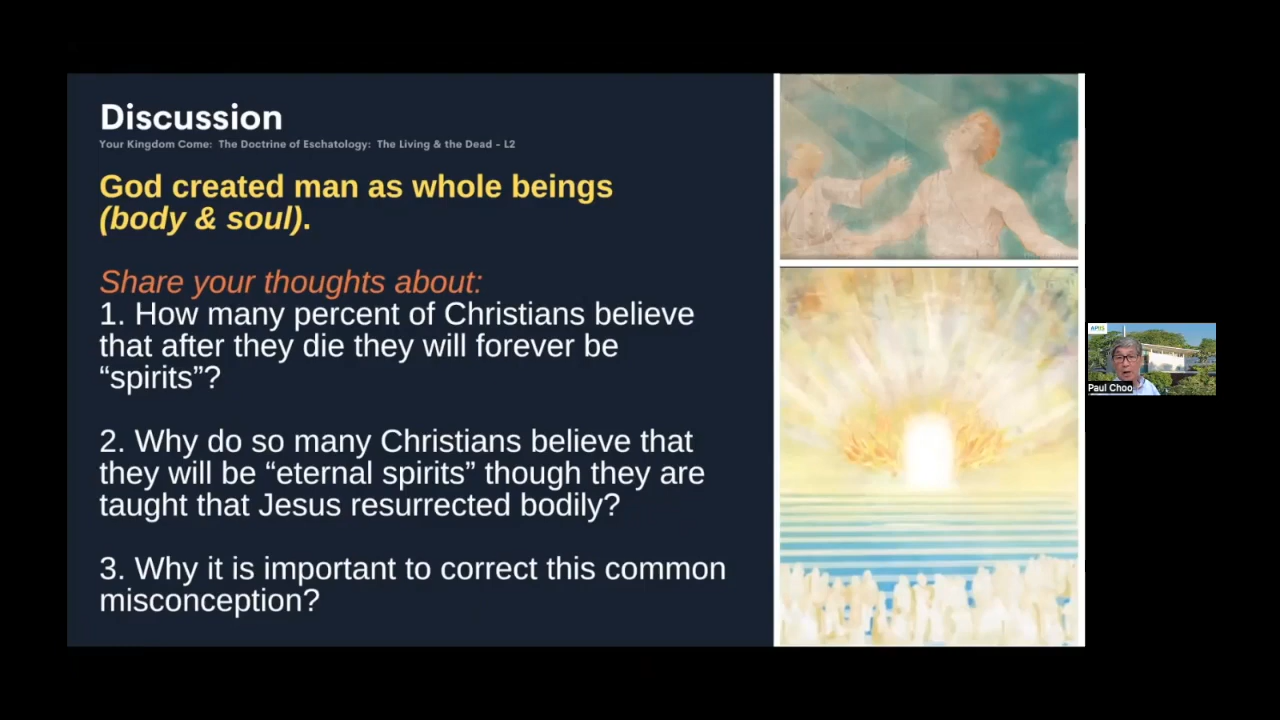 Discussion
Your Kingdom Come: The Doctrine of Eschatology: The Living & the Dead - L2
God created man as whole beings
(body & soul).
Share your thoughts about:
1. How many percent of Christians believe
that after they die they will forever be
“spirits”?
2. Why do so many Christians believe that
they will be “eternal spirits” though they are
taught that Jesus resurrected bodily?
3. Why it is important to correct this common
misconception?
Paul Choo